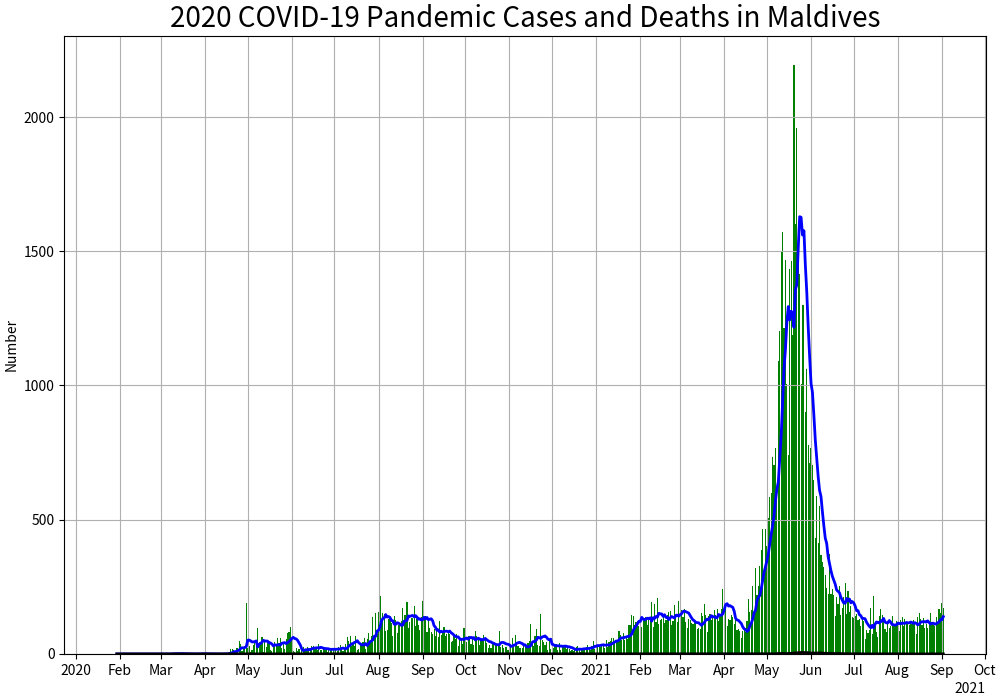 2020 COVID-19 Pandemic Cases and Deaths in Maldives
Number
2000
1500
1000
500
0
2020 Feb Mar Apr May Jun Jul Aug Sep Oct Nov Dec 2021 Feb Mar Apr May Jun Jul Aug Sep Oct
2021